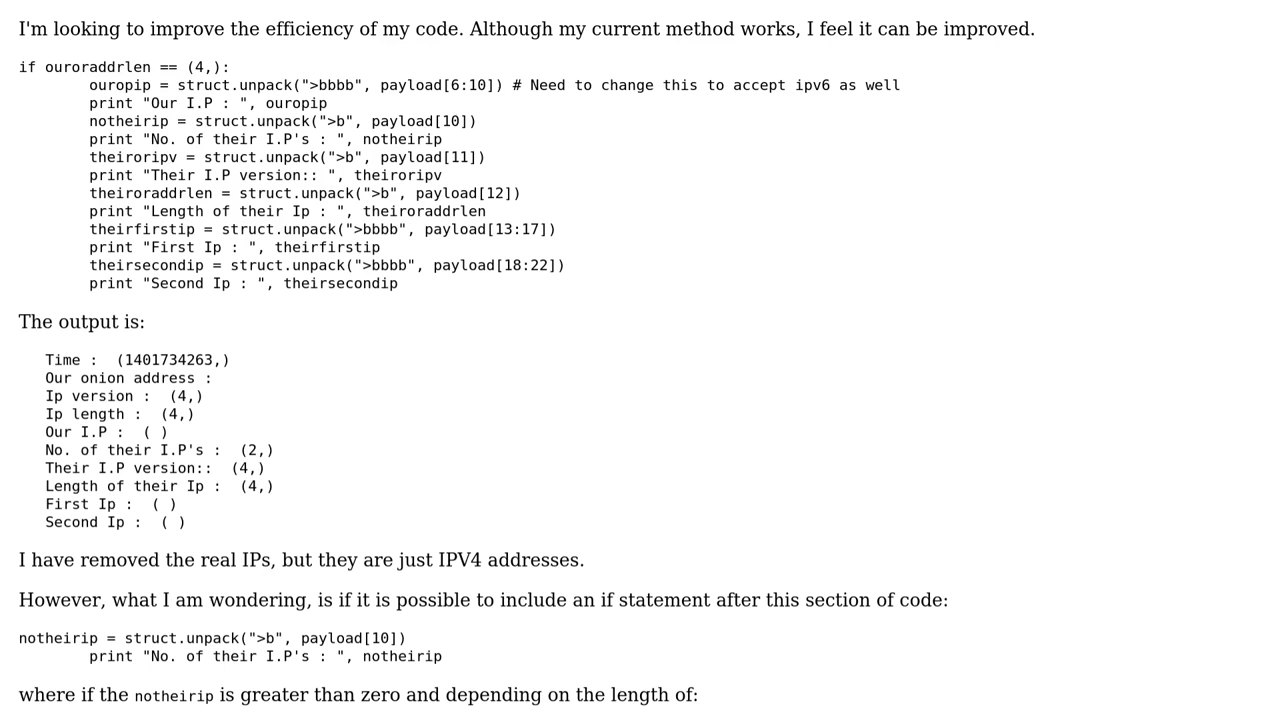 I'm looking to improve the efficiency of my code. Although my current method works, I feel it can be improved.
if ouroraddrlen == (4,):
        ouropip = struct.unpack(">bbbb", payload[6:10]) # Need to change this to accept ipv6 as well
        print "Our I.P : ", ouropip
        notheirip = struct.unpack(">b", payload[10])
        print "No. of their I.P's : ", notheirip
        theiroripv = struct.unpack(">b", payload[11])
        print "Their I.P version:: ", theiroripv
        theiroraddrlen = struct.unpack(">b", payload[12])
        print "Length of their Ip : ", theiroraddrlen
        theirfirstip = struct.unpack(">bbbb", payload[13:17])
        print "First Ip : ", theirfirstip
        theirsecondip = struct.unpack(">bbbb", payload[18:22])
        print "Second Ip : ", theirsecondip
The output is:
   Time :  (1401734263,)
   Our onion address :
   Ip version :  (4,)
   Ip length :  (4,)
   Our I.P :  ( )
   No. of their I.P's :  (2,)
   Their I.P version::  (4,)
   Length of their Ip :  (4,)
   First Ip :  ( )
   Second Ip :  ( )
I have removed the real IPs, but they are just IPV4 addresses.
However, what I am wondering, is if it is possible to include an if statement after this section of code:
notheirip = struct.unpack(">b", payload[10])
        print "No. of their I.P's : ", notheirip
where if the notheirip is greater than zero and depending on the length of: